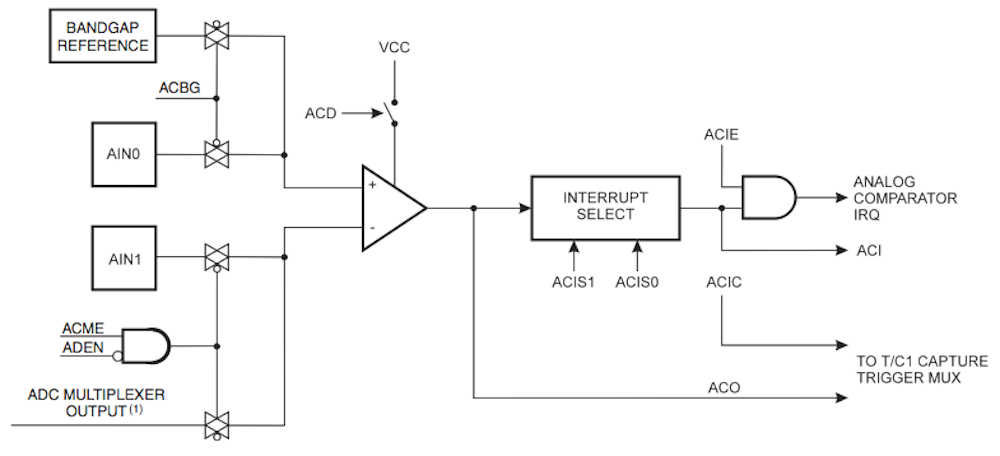 BANDGAP
REFERENCE
VCC
ACBG
ACD
AIN0
ACIE
+
INTERRUPT
SELECT
ANALOG
COMPARATOR
IRQ
-
AIN1
ACI
ACIS1 ACIS0 ACIC
ACME
ADEN
TO T/C1 CAPTURE
TRIGGER MUX
ADC MULTIPLEXER
OUTPUT (1)
ACO